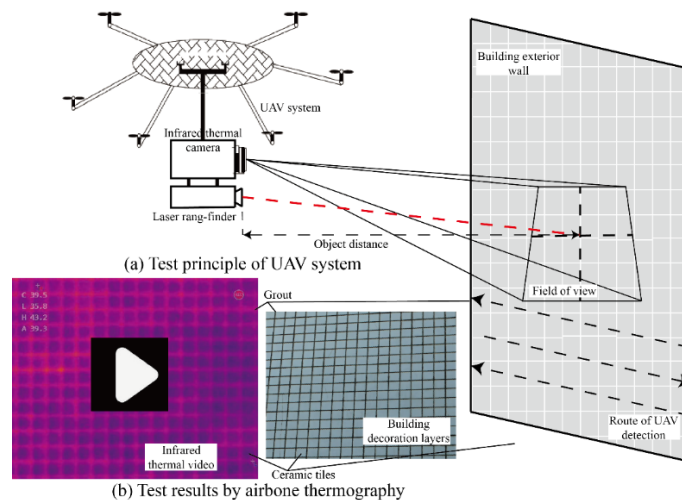 Building exterior
wall
UAV system
Infrared thermal
camera
Laser rang-finder
Object distance
(a) Test principle of UAV system
Field of view
Grout
C 39.5
L 35.8
H 43.2
A 39.3
Infrared
thermal video
Building
decoration layers
Ceramic tiles
Route of UAV
detection
(b) Test results by airbone thermography